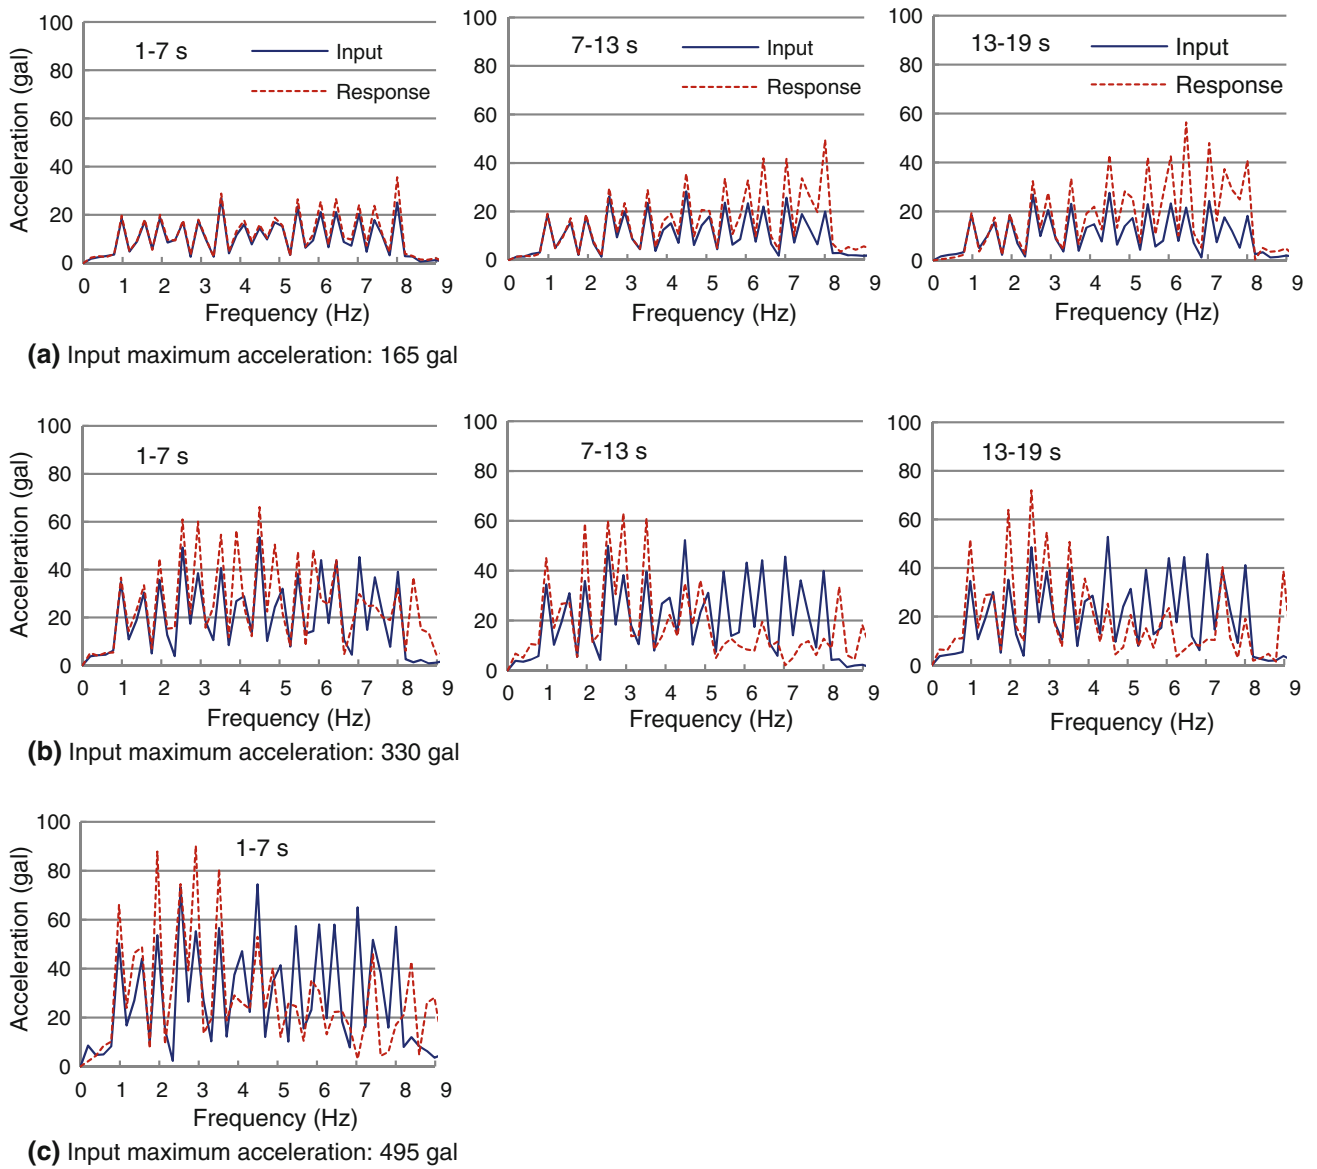 100
80
60
40
20
0
Acceleration (gal)
1-7 s
Input
Response
0 1 2 3 4 5 6 7 8 9
Frequency (Hz)
100
80
60
40
20
0
7-13 s
Input
Response
0 1 2 3 4 5 6 7 8 9
Frequency (Hz)
100
80
60
40
20
0
13-19 s
Input
Response
0 1 2 3 4 5 6 7 8 9
Frequency (Hz)
(a) Input maximum acceleration: 165 gal
100
80
60
40
20
0
Acceleration (gal)
1-7 s
0 1 2 3 4 5 6 7 8 9
Frequency (Hz)
100
80
60
40
20
0
7-13 s
0 1 2 3 4 5 6 7 8 9
Frequency (Hz)
100
80
60
40
20
0
13-19 s
0 1 2 3 4 5 6 7 8 9
Frequency (Hz)
(b) Input maximum acceleration: 330 gal
100
80
60
40
20
0
Acceleration (gal)
1-7 s
0 1 2 3 4 5 6 7 8 9
Frequency (Hz)
(c) Input maximum acceleration: 495 gal